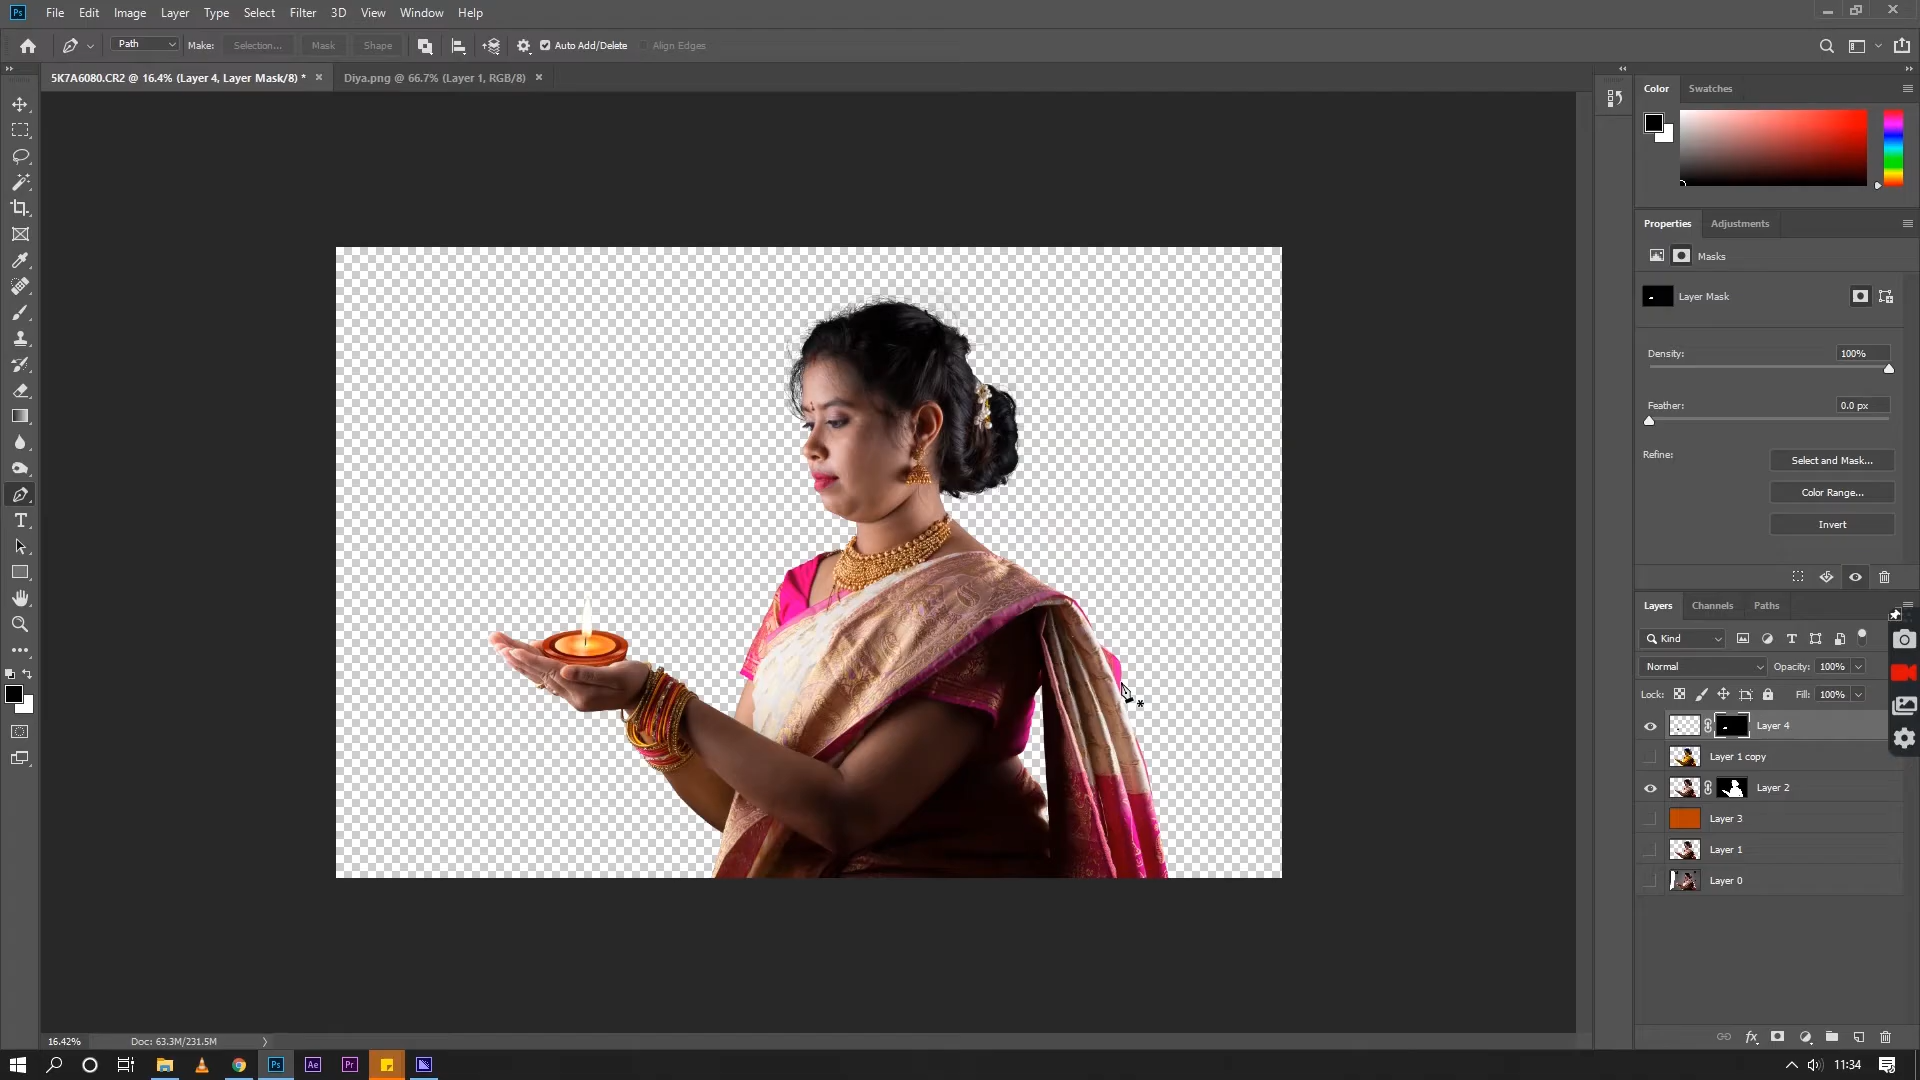 Ps File Edit Image Layer Type Select Filter 3D View Window Help
Path Make: Selection... Mask Shape Auto Add/Delete Align Edges
5K7A6080.CR2 @ 16.4% (Layer 4, Layer Mask/8) * × Diya.png @ 66.7% (Layer 1, RGB/8) ×
Color Swatches
Properties Adjustments
Masks
Layer Mask
Density: 100%
Feather: 0.0 px
Refine: Select and Mask...
Color Range...
Invert
Layers Channels Paths
Kind
Normal Opacity: 100%
Lock: Fill: 100%
Layer 4
Layer 1 copy
Layer 2
Layer 3
Layer 1
Layer 0
16.42% Doc: 63.3M/231.5M
Ps Ae Pr 11:34